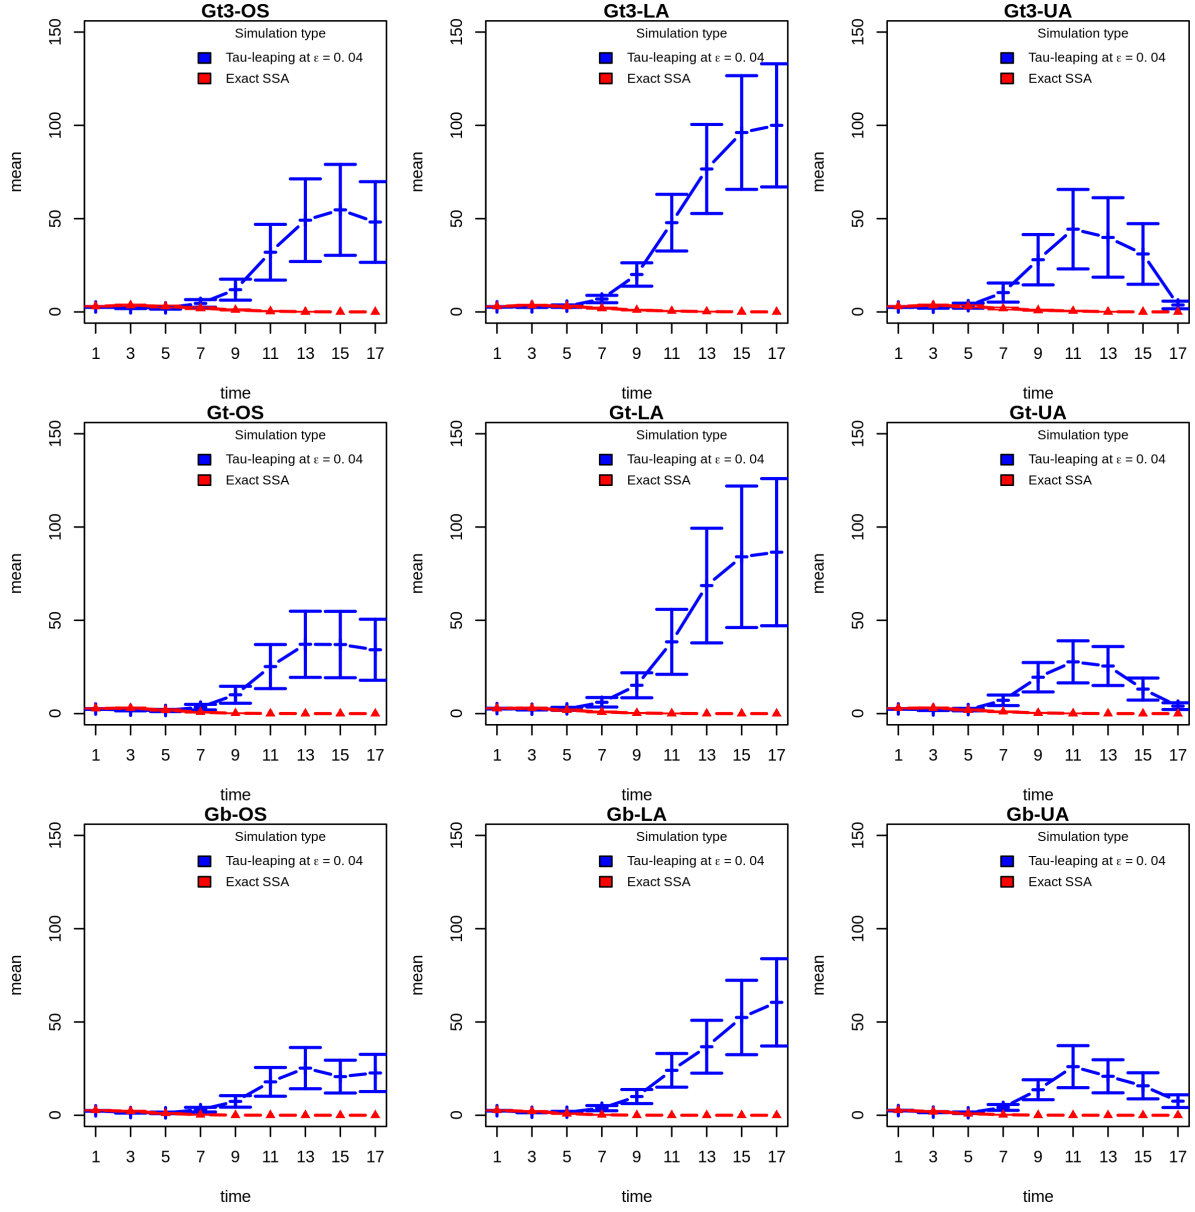 Gt3-OS
mean
150
100
50
0
Simulation type
Tau-leaping at ε = 0. 04
Exact SSA
1 3 5 7 9 11 13 15 17
time
Gt3-LA
mean
150
100
50
0
Simulation type
Tau-leaping at ε = 0. 04
Exact SSA
1 3 5 7 9 11 13 15 17
time
Gt3-UA
mean
150
100
50
0
Simulation type
Tau-leaping at ε = 0. 04
Exact SSA
1 3 5 7 9 11 13 15 17
time
Gt-OS
mean
150
100
50
0
Simulation type
Tau-leaping at ε = 0. 04
Exact SSA
1 3 5 7 9 11 13 15 17
time
Gt-LA
mean
150
100
50
0
Simulation type
Tau-leaping at ε = 0. 04
Exact SSA
1 3 5 7 9 11 13 15 17
time
Gt-UA
mean
150
100
50
0
Simulation type
Tau-leaping at ε = 0. 04
Exact SSA
1 3 5 7 9 11 13 15 17
time
Gb-OS
mean
150
100
50
0
Simulation type
Tau-leaping at ε = 0. 04
Exact SSA
1 3 5 7 9 11 13 15 17
time
Gb-LA
mean
150
100
50
0
Simulation type
Tau-leaping at ε = 0. 04
Exact SSA
1 3 5 7 9 11 13 15 17
time
Gb-UA
mean
150
100
50
0
Simulation type
Tau-leaping at ε = 0. 04
Exact SSA
1 3 5 7 9 11 13 15 17
time